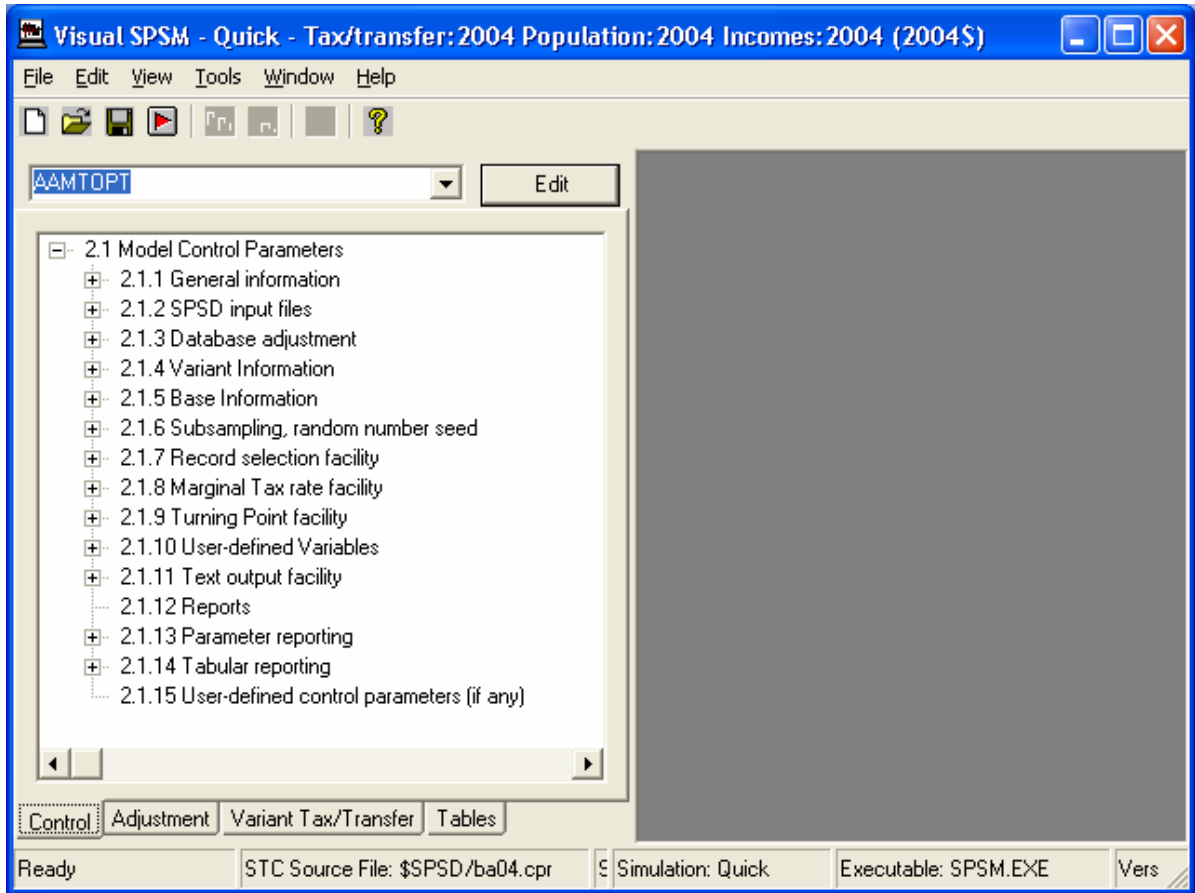 Visual SPSM - Quick - Tax/transfer:2004 Population:2004 Incomes:2004 (2004$)
File Edit View Tools Window Help
AAMTOPT Edit
2.1 Model Control Parameters
2.1.1 General information
2.1.2 SPSD input files
2.1.3 Database adjustment
2.1.4 Variant Information
2.1.5 Base Information
2.1.6 Subsampling, random number seed
2.1.7 Record selection facility
2.1.8 Marginal Tax rate facility
2.1.9 Turning Point facility
2.1.10 User-defined Variables
2.1.11 Text output facility
2.1.12 Reports
2.1.13 Parameter reporting
2.1.14 Tabular reporting
2.1.15 User-defined control parameters (if any)
Control Adjustment Variant Tax/Transfer Tables
Ready STC Source File: $SPSD/ba04.cpr S Simulation: Quick Executable: SPSM.EXE Vers